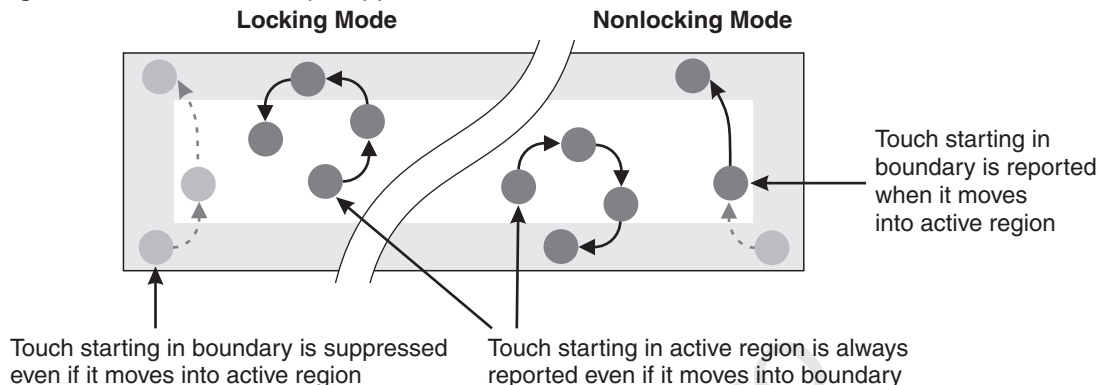 Locking Mode
Nonlocking Mode
Touch starting in
boundary is reported
when it moves
into active region
Touch starting in boundary is suppressed
even if it moves into active region
Touch starting in active region is always
reported even if it moves into boundary